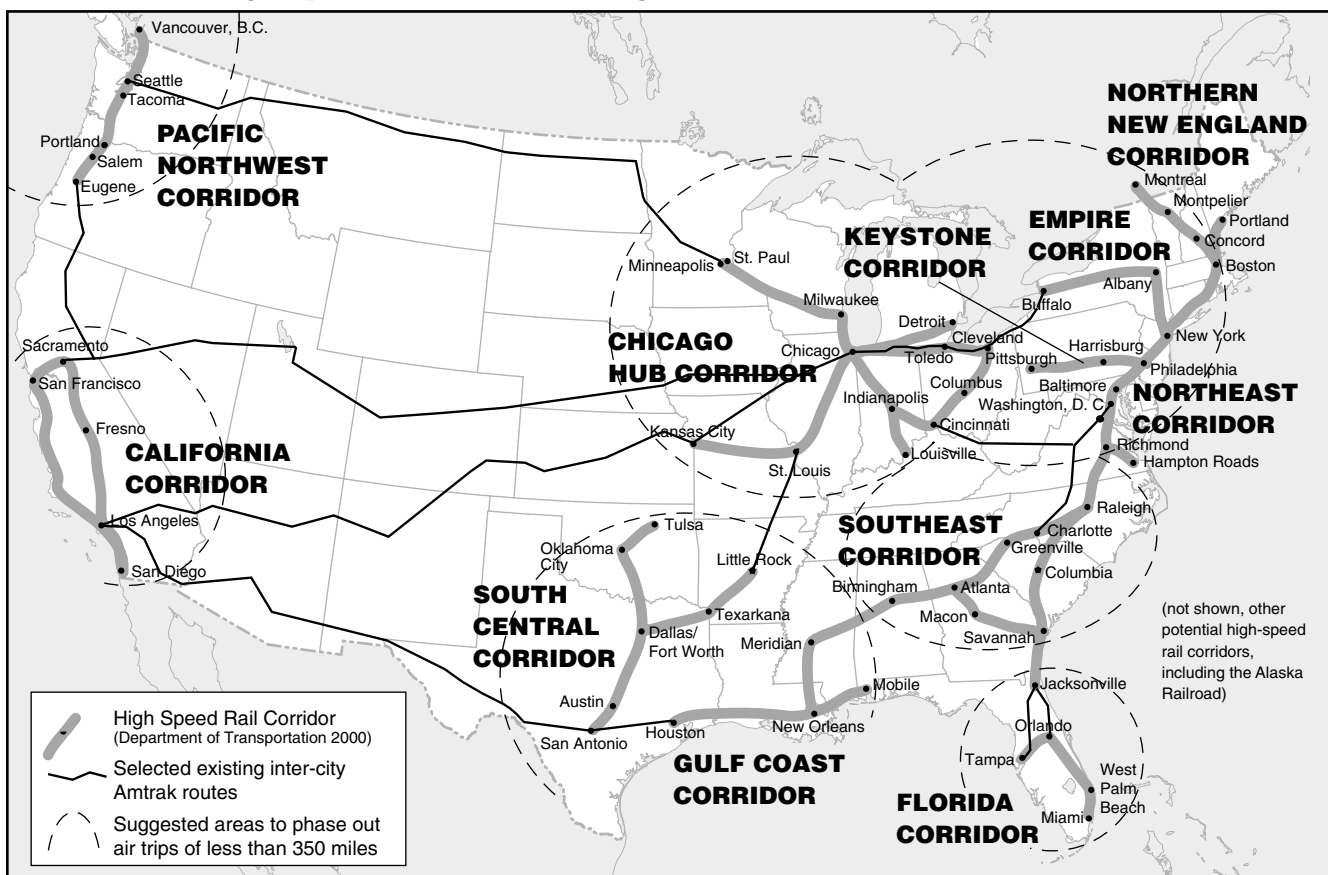 Vancouver, B.C.
Seattle
Tacoma
Portland
Salem
Eugene
PACIFIC
NORTHWEST
CORRIDOR
NORTHERN
NEW ENGLAND
CORRIDOR
Montreal
Montpelier
Portland
Concord
Boston
EMPIRE
CORRIDOR
Albany
Buffalo
New York
KEYSTONE
CORRIDOR
Harrisburg
Philadelphia
Pittsburgh
Baltimore
Washington, D. C.
NORTHEAST
CORRIDOR
Richmond
Hampton Roads
Minneapolis
St. Paul
Milwaukee
Detroit
Chicago
Toledo
Cleveland
CHICAGO
HUB CORRIDOR
Columbus
Indianapolis
Cincinnati
Louisville
Kansas City
St. Louis
Sacramento
San Francisco
Fresno
CALIFORNIA
CORRIDOR
Los Angeles
San Diego
Tulsa
Oklahoma
City
Little Rock
Texarkana
SOUTH
CENTRAL
CORRIDOR
Dallas/
Fort Worth
Austin
San Antonio
SOUTHEAST
CORRIDOR
Raleigh
Charlotte
Greenville
Columbia
Birmingham
Atlanta
Macon
Savannah
Meridian
Mobile
New Orleans
Houston
GULF COAST
CORRIDOR
Jacksonville
Orlando
Tampa
West
Palm
Beach
Miami
FLORIDA
CORRIDOR
(not shown, other
potential high-speed
rail corridors,
including the Alaska
Railroad)
High Speed Rail Corridor
(Department of Transportation 2000)
Selected existing inter-city
Amtrak routes
Suggested areas to phase out
air trips of less than 350 miles